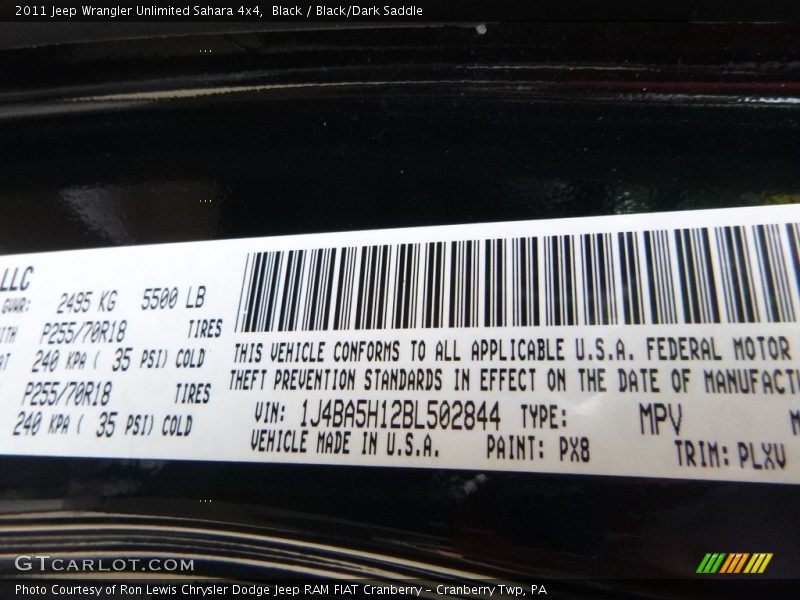 2011 Jeep Wrangler Unlimited Sahara 4x4, Black / Black/Dark Saddle
LLC
GVWR: 2495 KG 5500 LB
P255/70R18 TIRES
240 KPA ( 35 PSI) COLD
P255/70R18 TIRES
240 KPA ( 35 PSI) COLD
THIS VEHICLE CONFORMS TO ALL APPLICABLE U.S.A. FEDERAL MOTOR
THEFT PREVENTION STANDARDS IN EFFECT ON THE DATE OF MANUFACTU
VIN: 1J4BA5H12BL502844 TYPE: MPV
VEHICLE MADE IN U.S.A. PAINT: PX8 TRIM: PLXV
GTCARLOT.COM
Photo Courtesy of Ron Lewis Chrysler Dodge Jeep RAM FIAT Cranberry – Cranberry Twp, PA